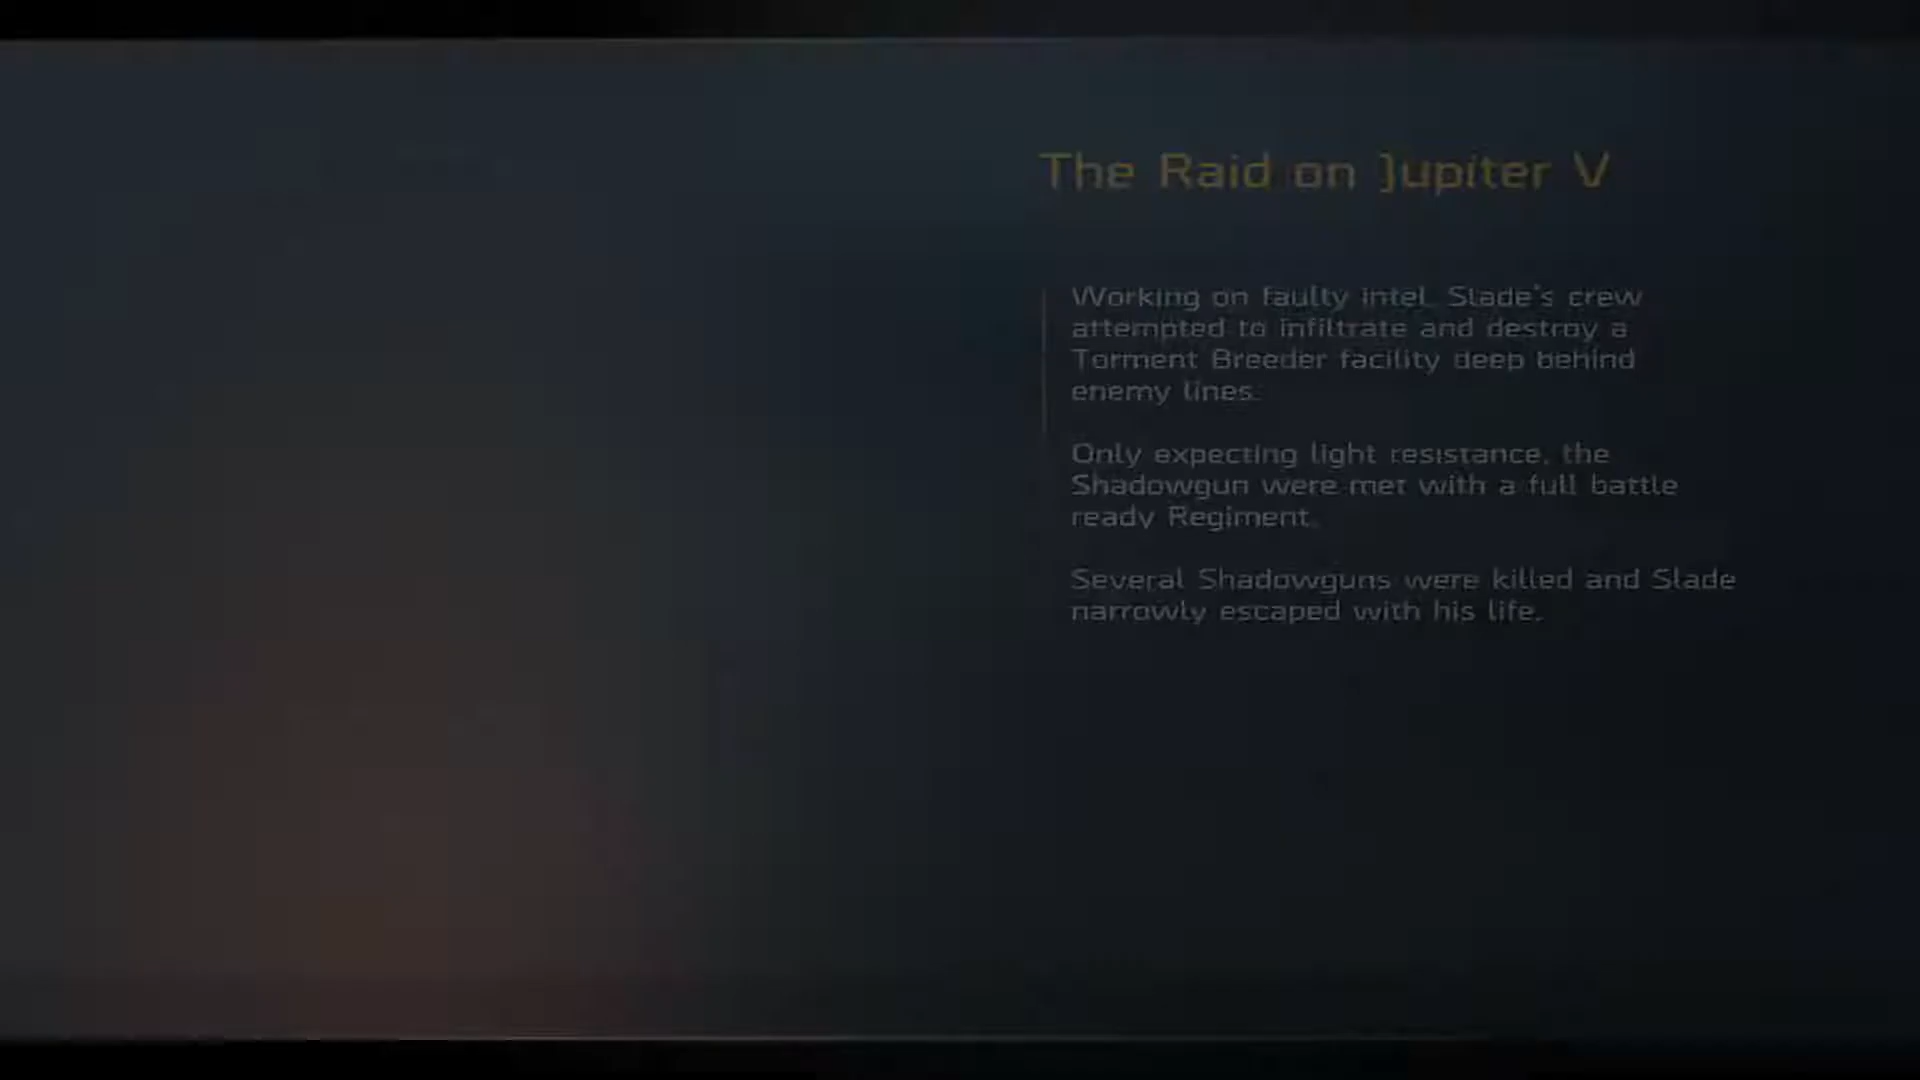 The Raid on Jupiter V
Working on faulty intel, Slade's crew
attempted to infiltrate and destroy a
Torment Breeder facility deep behind
enemy lines.
Only expecting light resistance, the
Shadowgun were met with a full battle
ready Regiment.
Several Shadowguns were killed and Slade
narrowly escaped with his life.